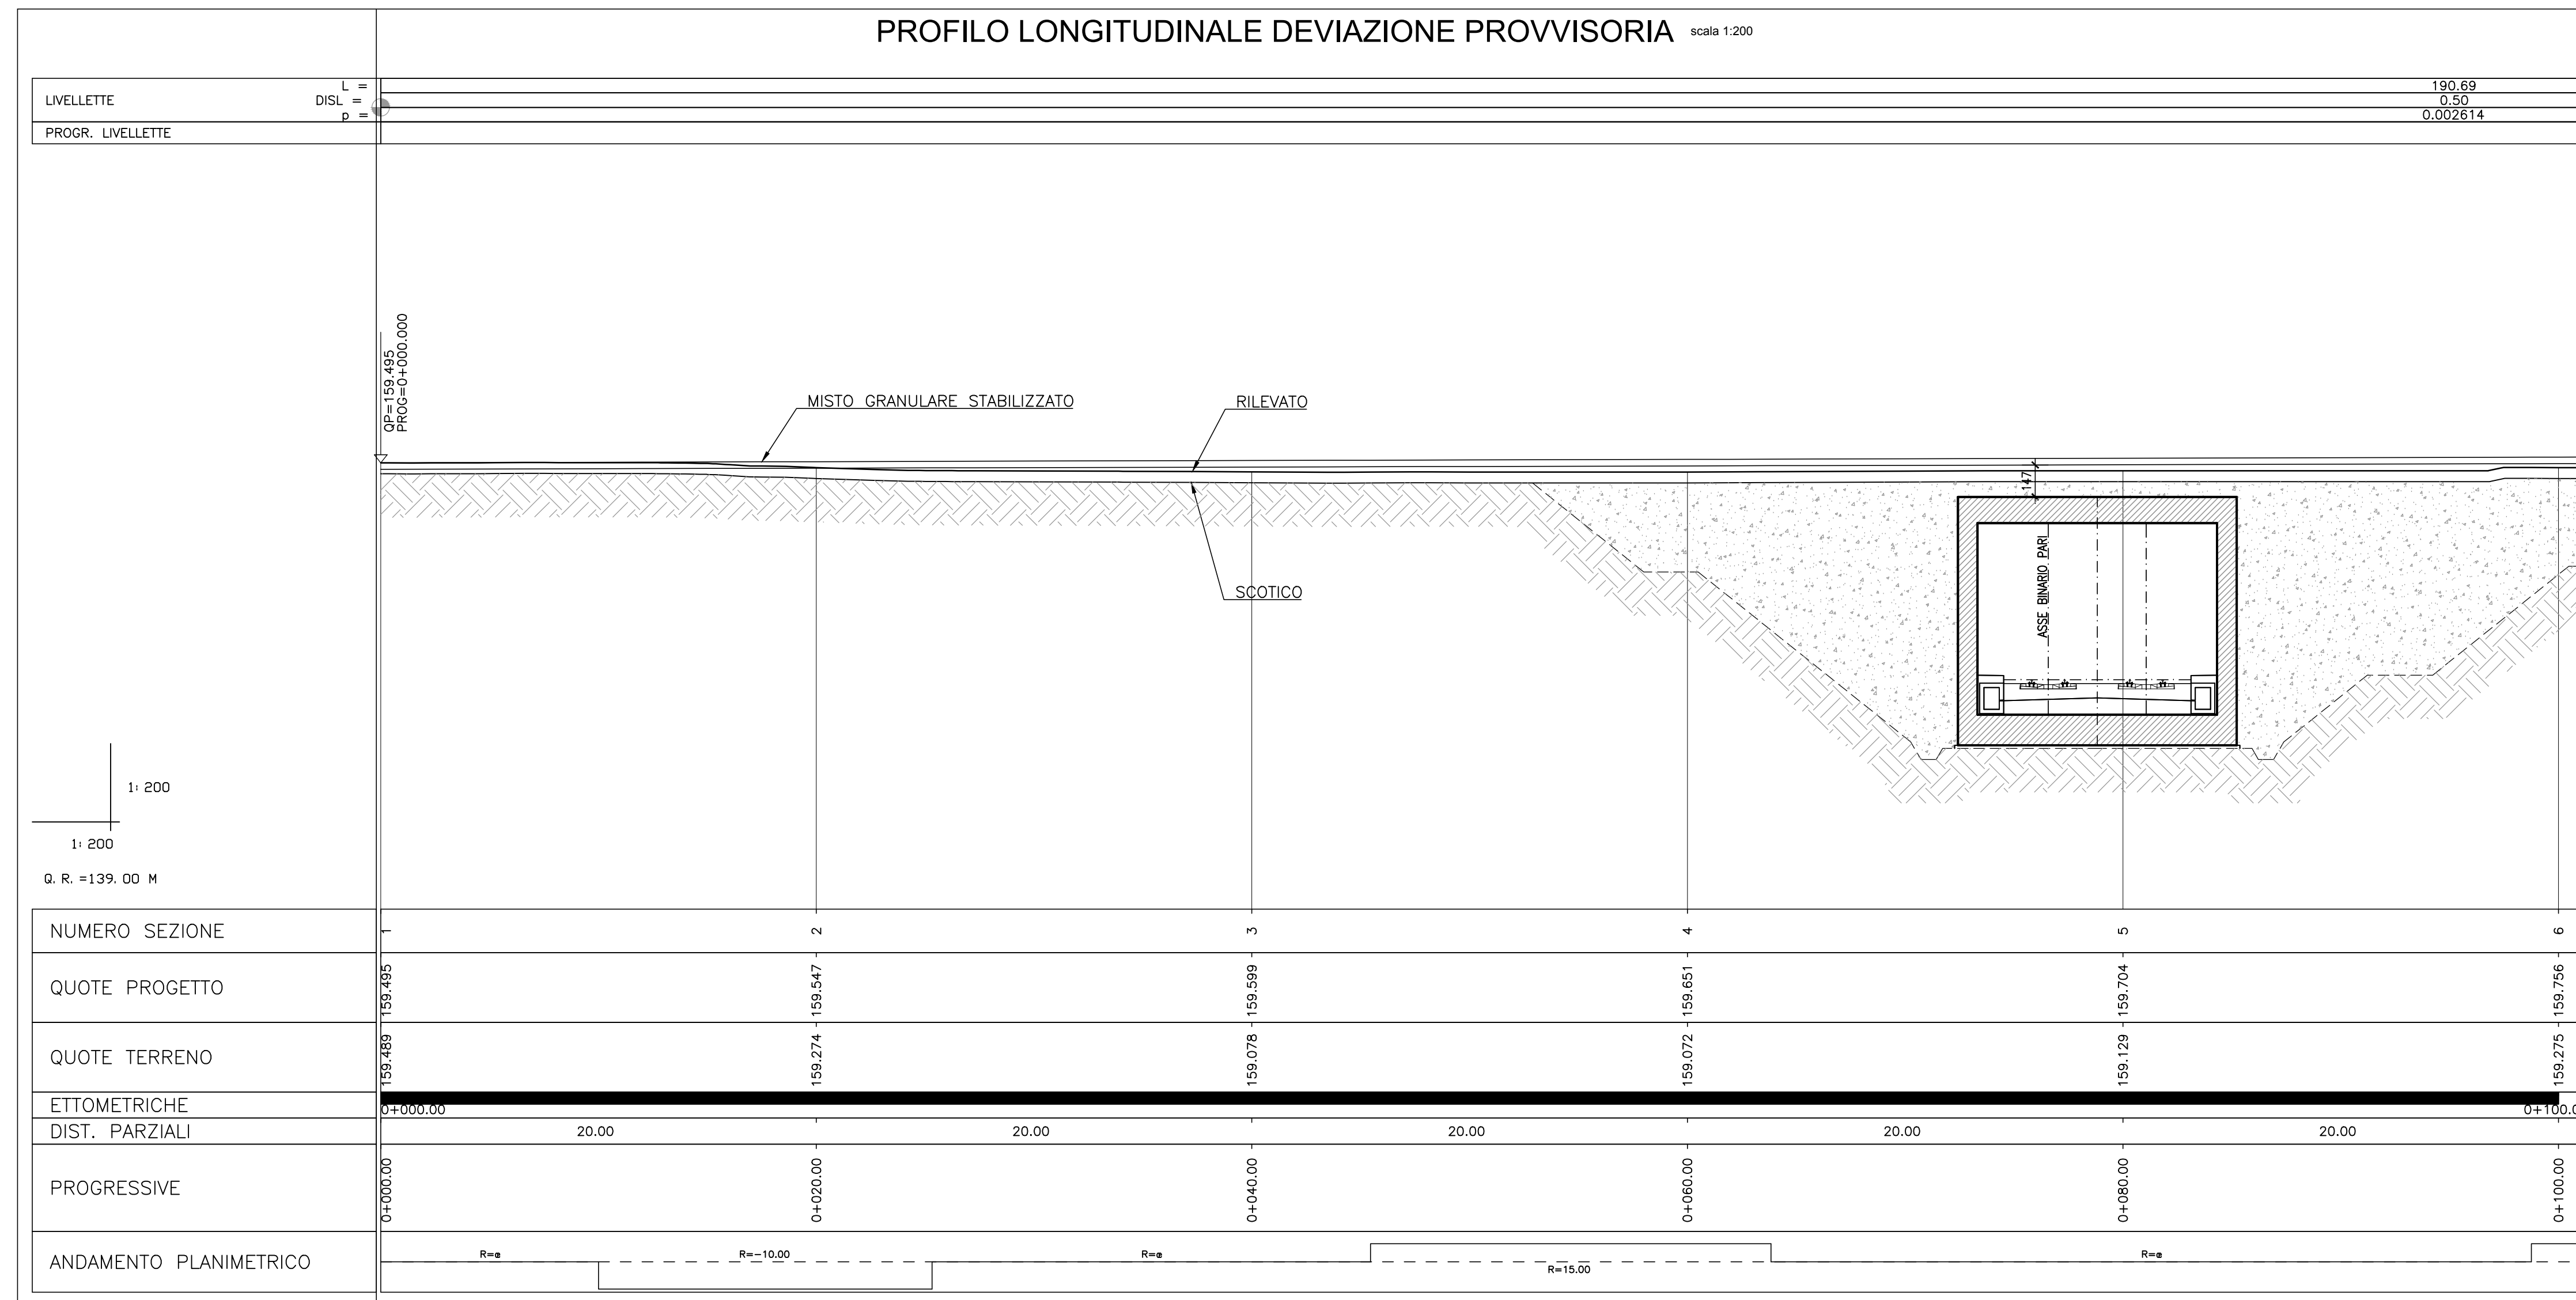 PROFILO LONGITUDINALE DEVIAZIONE PROVVISORIA scala 1:200
LIVELLETTE
L =
DISL =
p =
190.69
0.50
0.002614
PROGR. LIVELLETTE
QP=159.495
PROG=0+000.000
MISTO GRANULARE STABILIZZATO
RILEVATO
SCOTICO
147
ASSE BINARIO PARI
1:200
1:200
Q.R.=139.00 M
NUMERO SEZIONE 1 2 3 4 5 6
QUOTE PROGETTO 159.495 159.547 159.599 159.651 159.704 159.756
QUOTE TERRENO 159.489 159.274 159.078 159.072 159.129 159.275
ETTOMETRICHE 0+000.00 0+100.0
DIST. PARZIALI 20.00 20.00 20.00 20.00 20.00
PROGRESSIVE 0+000.00 0+020.00 0+040.00 0+060.00 0+080.00 0+100.00
ANDAMENTO PLANIMETRICO R= R=-10.00 R= R=15.00 R=